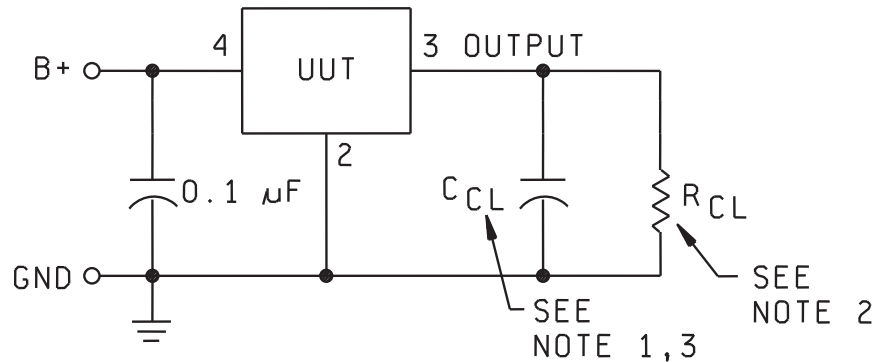 4
3 OUTPUT
B+
UUT
2
0.1 µF
C CL
R CL
GND
SEE
NOTE 2
SEE
NOTE 1,3